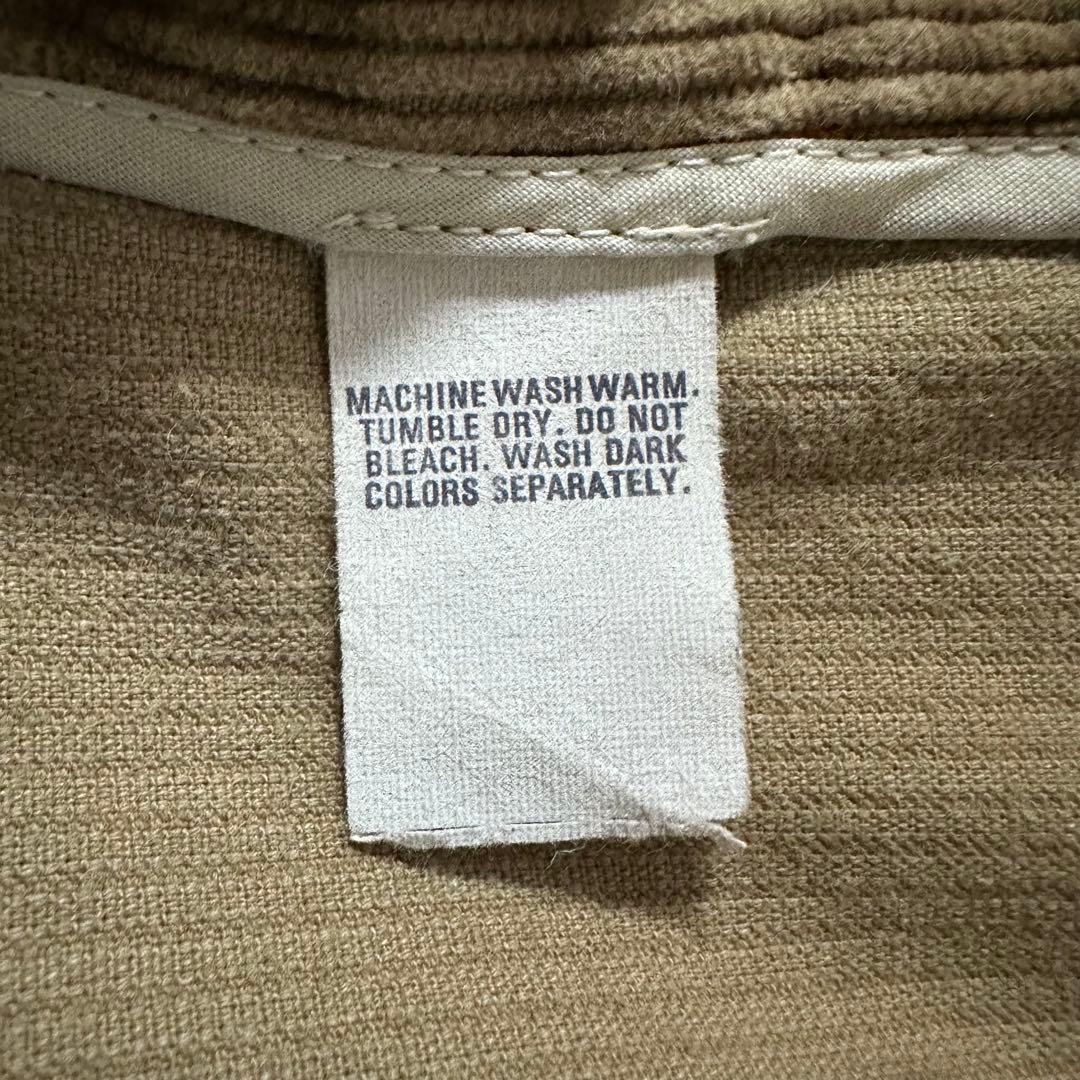 MACHINE WASH WARM.
TUMBLE DRY. DO NOT
BLEACH. WASH DARK
COLORS SEPARATELY.